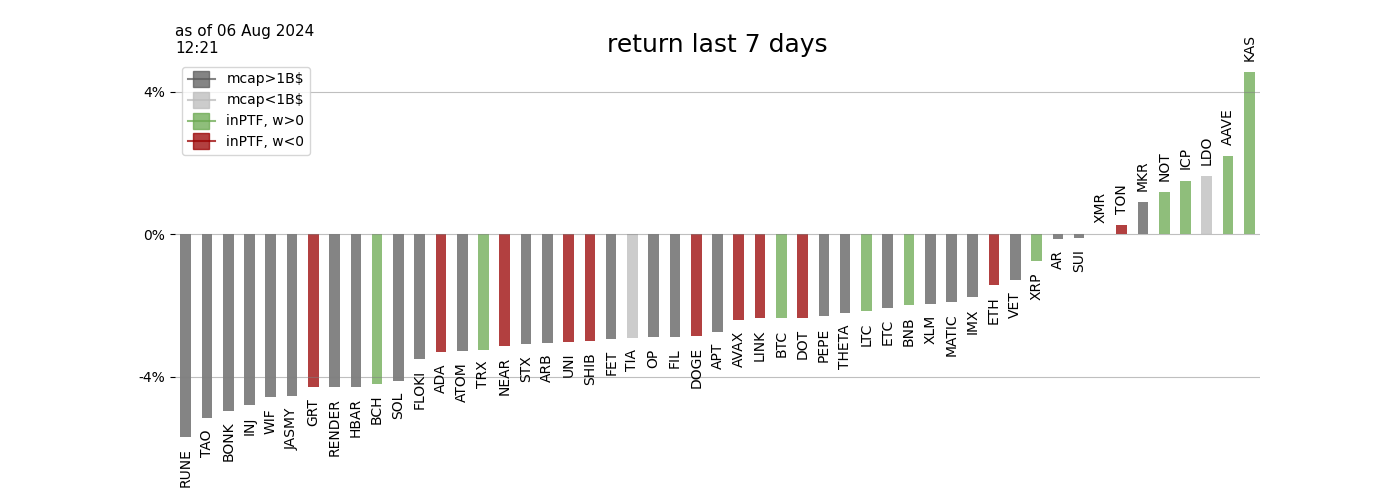 as of 06 Aug 2024
12:21
return last 7 days
mcap>1B$
mcap<1B$
inPTF, w>0
inPTF, w<0
4%
0%
-4%
RUNE
TAO
BONK
INJ
WIF
JASMY
GRT
RENDER
HBAR
BCH
SOL
FLOKI
ADA
ATOM
TRX
NEAR
STX
ARB
UNI
SHIB
FET
TIA
OP
FIL
DOGE
APT
AVAX
LINK
BTC
DOT
PEPE
THETA
LTC
ETC
BNB
XLM
MATIC
IMX
ETH
VET
XRP
AR
SUI
XMR
TON
MKR
NOT
ICP
LDO
AAVE
KAS